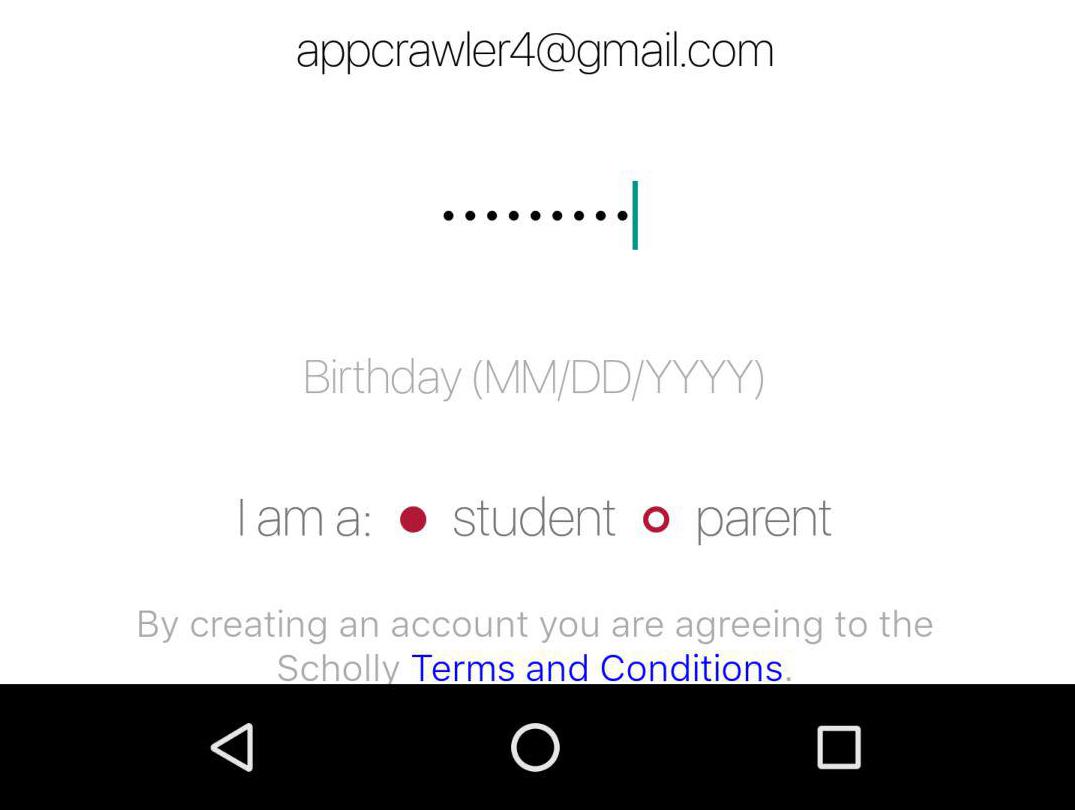 appcrawler4@gmail.com
•••••••••
Birthday (MM/DD/YYYY)
I am a: student parent
By creating an account you are agreeing to the
Scholly Terms and Conditions.